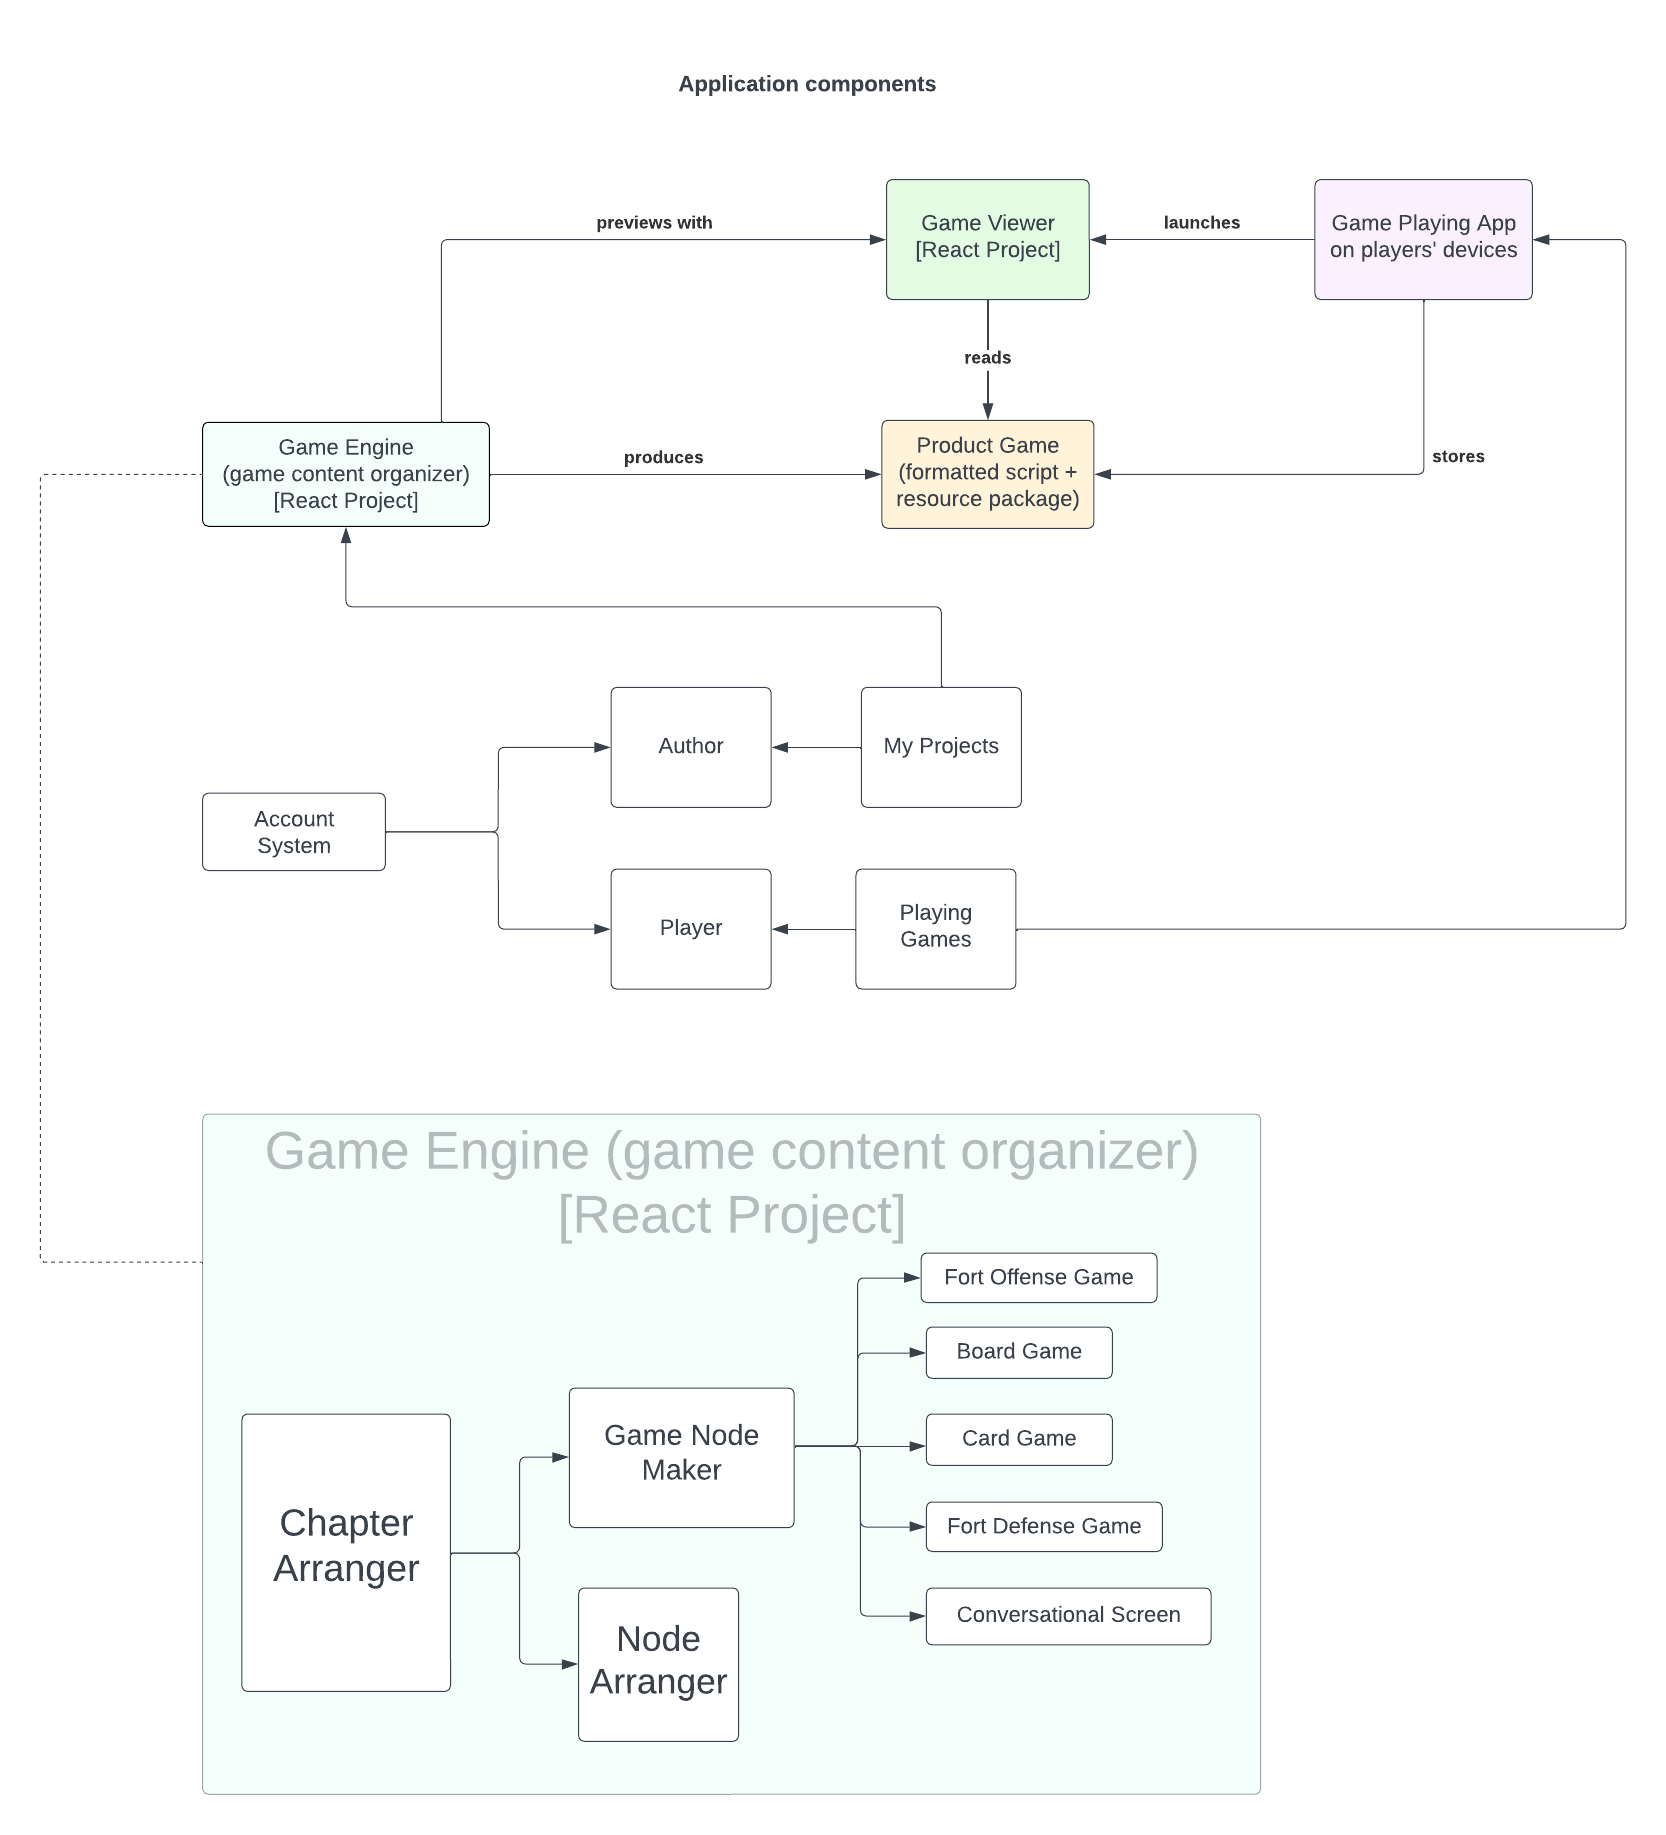 Application components
Game Viewer
[React Project]
Game Playing App
on players' devices
previews with
launches
reads
Game Engine
(game content organizer)
[React Project]
produces
Product Game
(formatted script +
resource package)
stores
Author
My Projects
Account
System
Player
Playing
Games
Game Engine (game content organizer)
[React Project]
Fort Offense Game
Board Game
Game Node
Maker
Card Game
Chapter
Arranger
Fort Defense Game
Node
Arranger
Conversational Screen